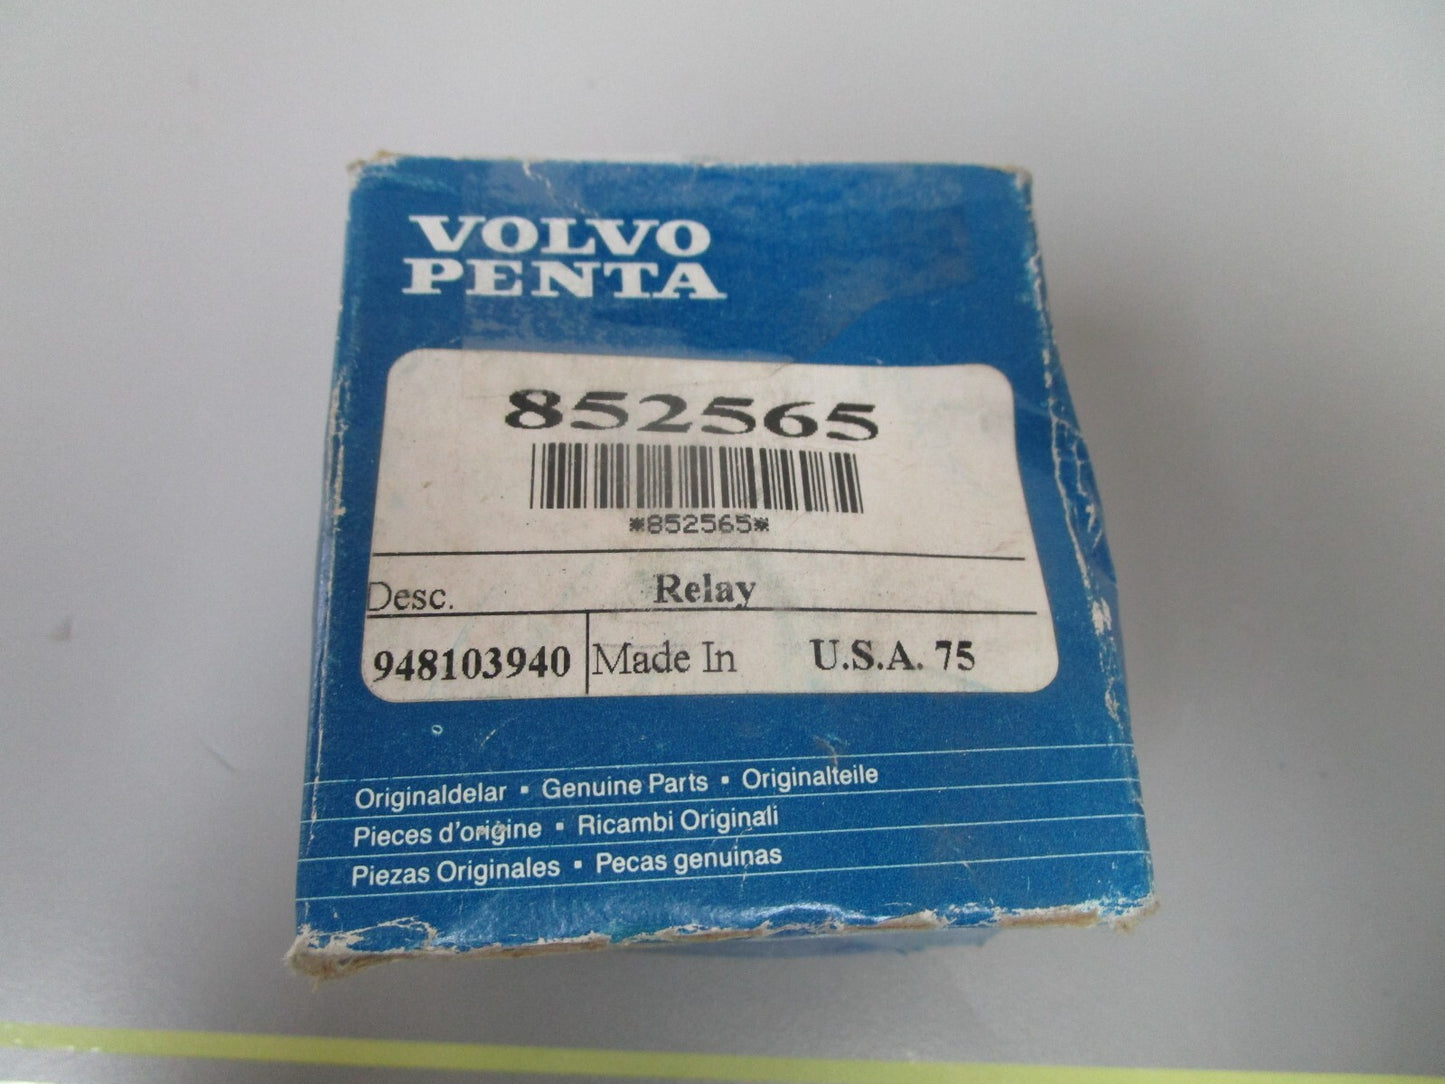 VOLVO
PENTA
852565
*852565*
Desc. Relay
948103940 Made In U.S.A. 75
Originaldelar ▪ Genuine Parts ▪ Originalteile
Pieces d'origine ▪ Ricambi Originali
Piezas Originales ▪ Pecas genuinas